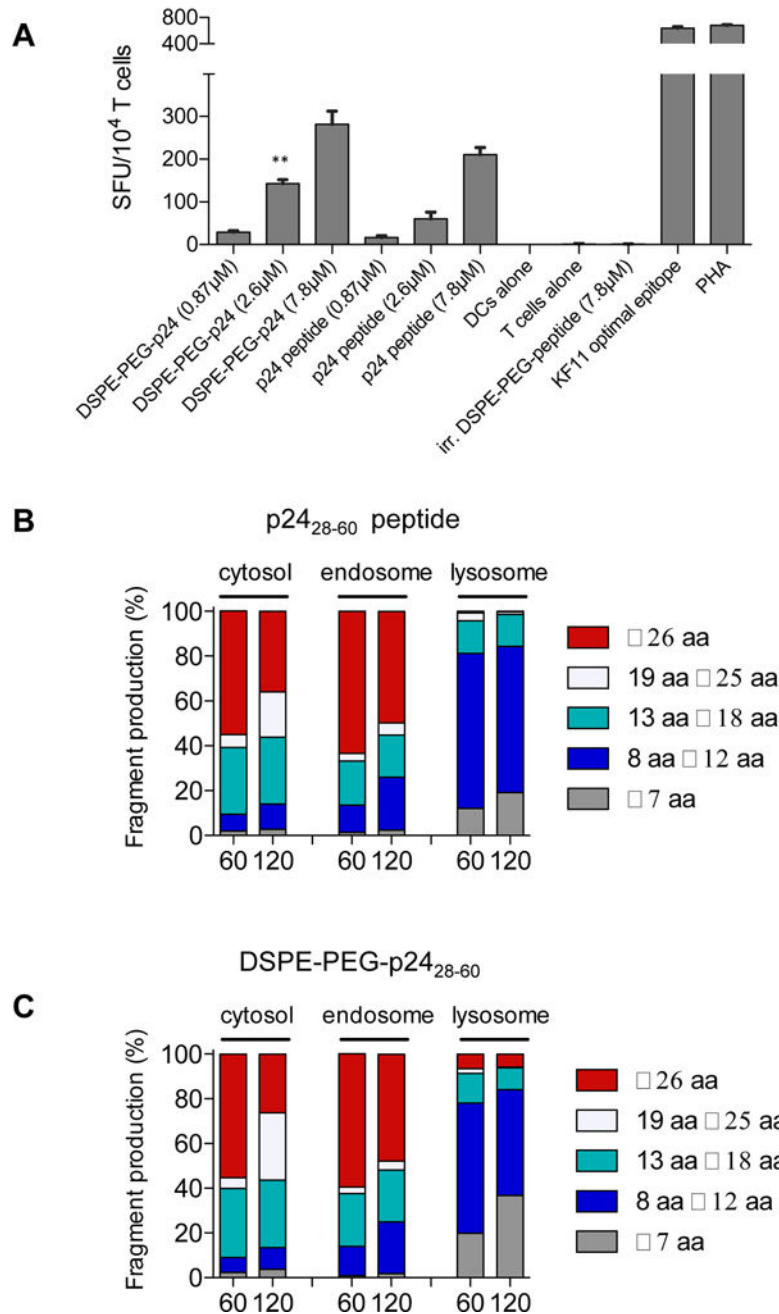 A
SFU/10⁴ T cells
800
400
300
200
100
0
DSPE-PEG-p24 (0.87µM)
DSPE-PEG-p24 (2.6µM)
DSPE-PEG-p24 (7.8µM)
p24 peptide (0.87µM)
p24 peptide (2.6µM)
p24 peptide (7.8µM)
DCs alone
T cells alone
irr. DSPE-PEG-peptide (7.8µM)
KF11 optimal epitope
PHA
**
B
p24₂₈₋₆₀ peptide
cytosol endosome lysosome
Fragment production (%)
100
80
60
40
20
0
60 120 60 120 60 120
□ 26 aa
19 aa □ 25 aa
13 aa □ 18 aa
8 aa □ 12 aa
□ 7 aa
DSPE-PEG-p24₂₈₋₆₀
C
cytosol endosome lysosome
Fragment production (%)
100
80
60
40
20
0
60 120 60 120 60 120
□ 26 aa
19 aa □ 25 aa
13 aa □ 18 aa
8 aa □ 12 aa
□ 7 aa